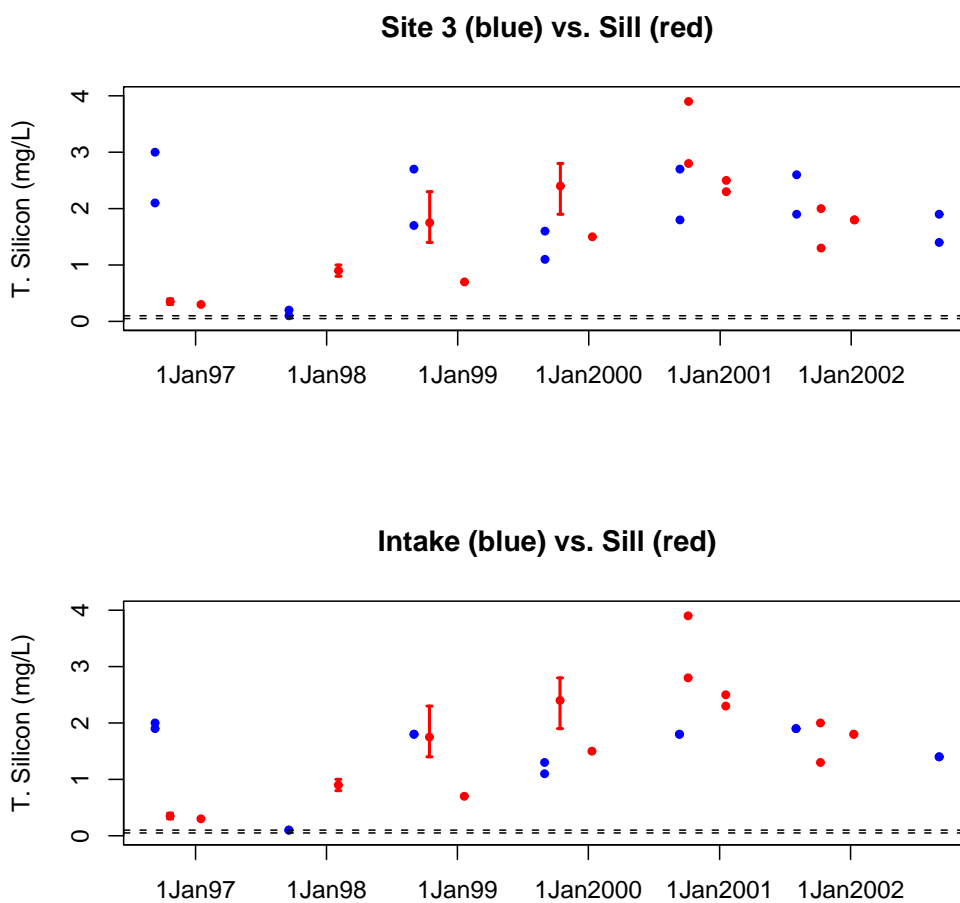 Site 3 (blue) vs. Sill (red)
T. Silicon (mg/L)
4
3
2
1
0
1Jan97 1Jan98 1Jan99 1Jan2000 1Jan2001 1Jan2002
Intake (blue) vs. Sill (red)
T. Silicon (mg/L)
4
3
2
1
0
1Jan97 1Jan98 1Jan99 1Jan2000 1Jan2001 1Jan2002